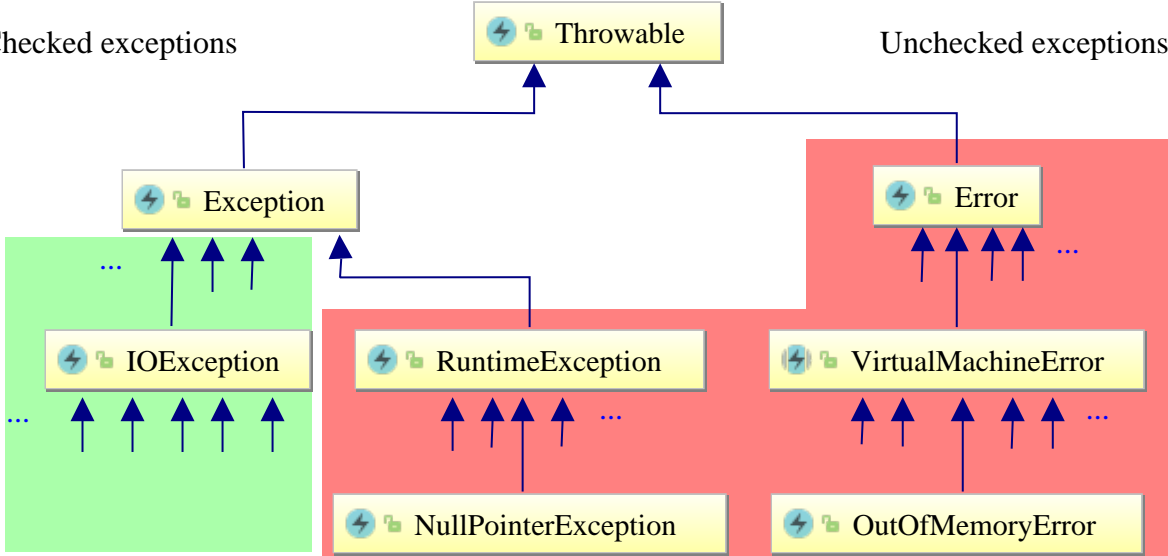 Throwable
hecked exceptions
Unchecked exceptions
Exception
Error
...
...
IOException
RuntimeException
VirtualMachineError
...
...
...
NullPointerException
OutOfMemoryError